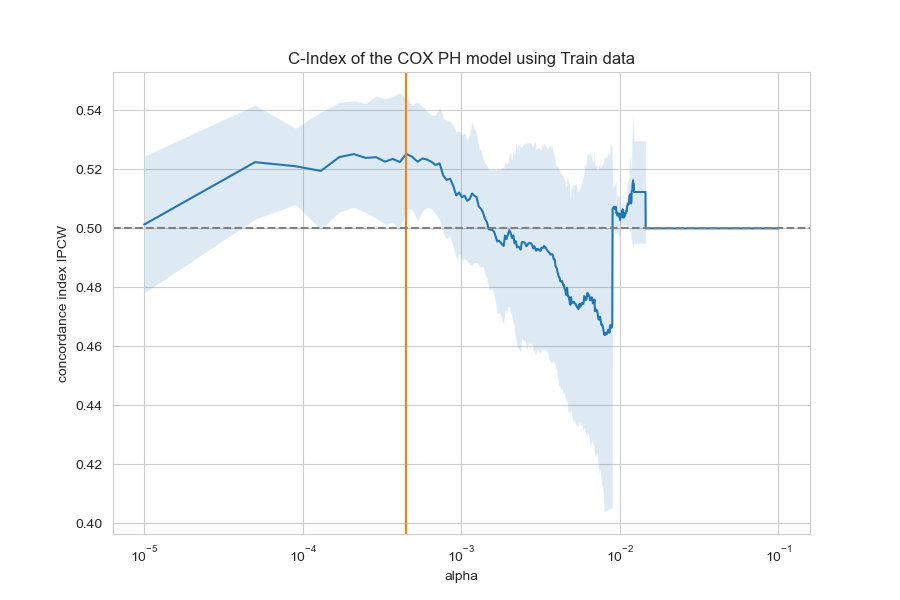 C-Index of the COX PH model using Train data
concordance index IPCW
0.54
0.52
0.50
0.48
0.46
0.44
0.42
0.40
10⁻⁵ 10⁻⁴ 10⁻³ 10⁻² 10⁻¹
alpha